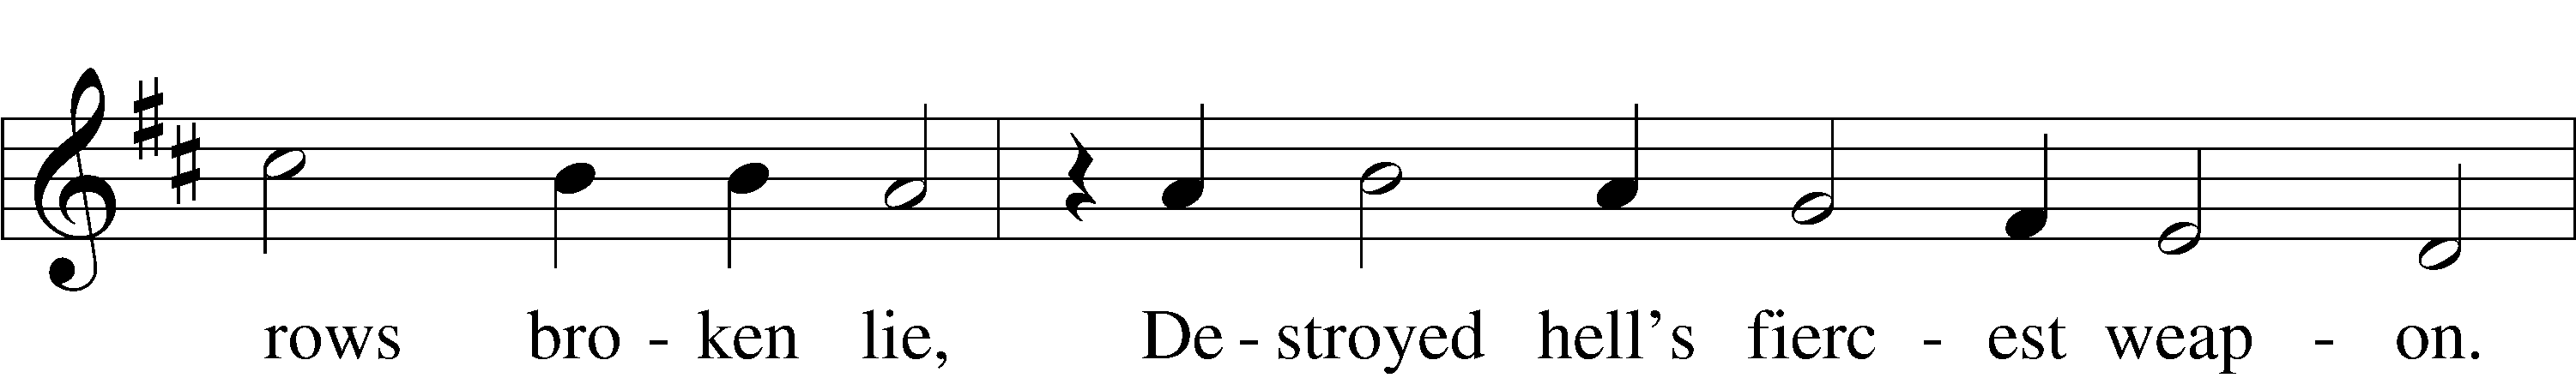 rows bro - ken lie, De - stroyed hell's fierc - est weap - on.